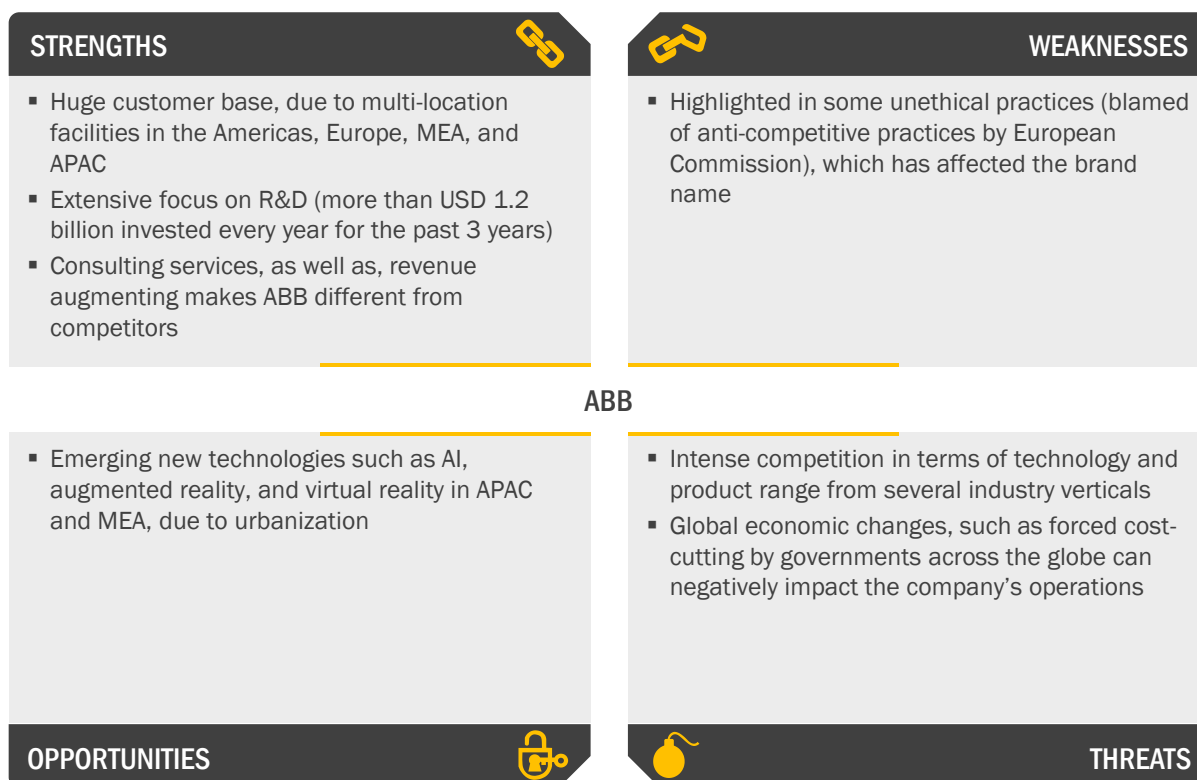 STRENGTHS
▪ Huge customer base, due to multi-location
facilities in the Americas, Europe, MEA, and
APAC
▪ Extensive focus on R&D (more than USD 1.2
billion invested every year for the past 3 years)
▪ Consulting services, as well as, revenue
augmenting makes ABB different from
competitors
WEAKNESSES
▪ Highlighted in some unethical practices (blamed
of anti-competitive practices by European
Commission), which has affected the brand
name
ABB
▪ Emerging new technologies such as AI,
augmented reality, and virtual reality in APAC
and MEA, due to urbanization
OPPORTUNITIES
▪ Intense competition in terms of technology and
product range from several industry verticals
▪ Global economic changes, such as forced cost-
cutting by governments across the globe can
negatively impact the company’s operations
THREATS